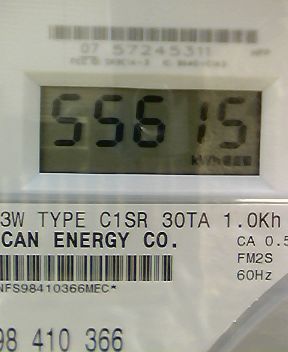 07 57245311
55615
kWh
3W TYPE C1SR 30TA 1.0Kh
CAN ENERGY CO.
CA 0.5
FM2S
60Hz
NFS98410366MEC*
98 410 366